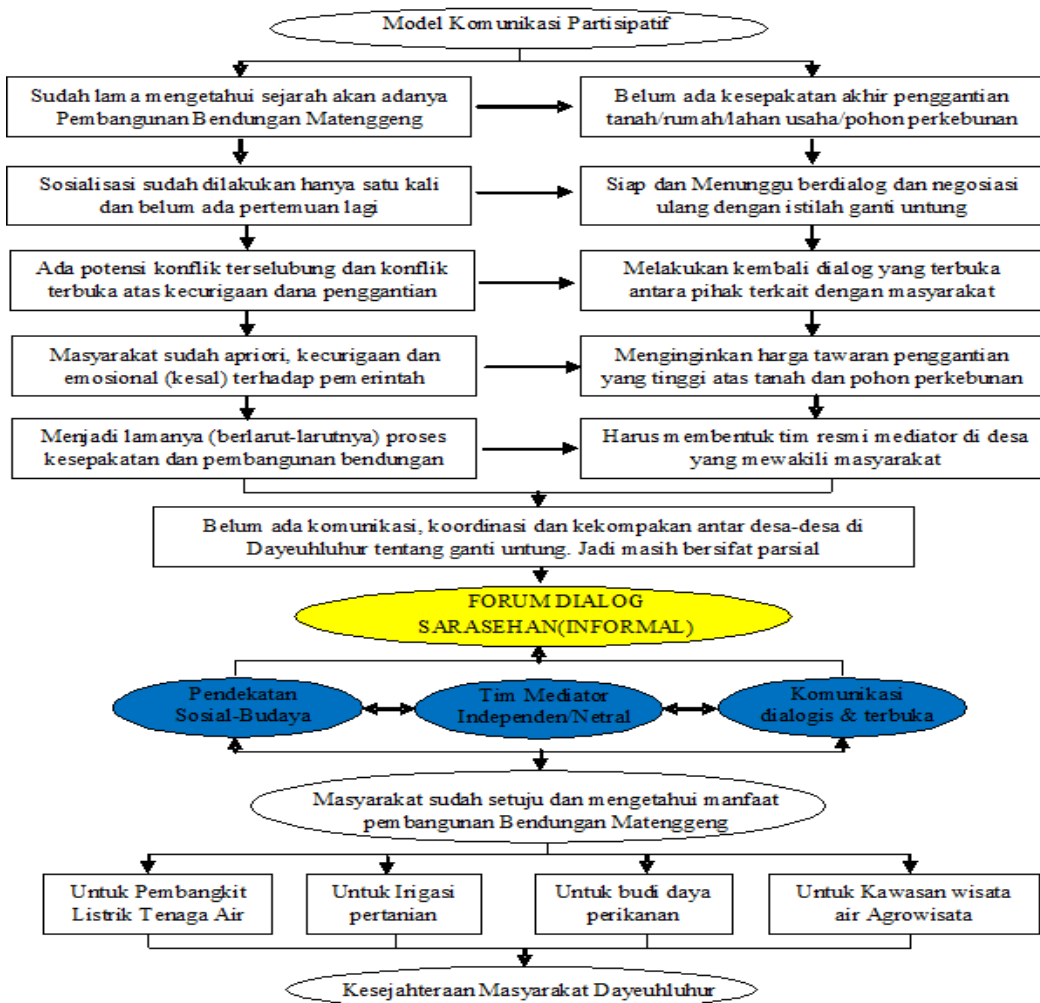 Model Komunikasi Partisipatif
Sudah lama mengetahui sejarah akan adanya
Pembangunan Bendungan Matenggeng
Belum ada kesepakatan akhir penggantian
tanah/rumah/lahan usaha/pohon perkebunan
Sosialisasi sudah dilakukan hanya satu kali
dan belum ada pertemuan lagi
Siap dan Menunggu berdialog dan negosiasi
ulang dengan istilah ganti untung
Ada potensi konflik terselubung dan konflik
terbuka atas kecurigaan dana penggantian
Melakukan kembali dialog yang terbuka
antara pihak terkait dengan masyarakat
Masyarakat sudah apriori, kecurigaan dan
emosional (kesal) terhadap pemerintah
Menginginkan harga tawaran penggantian
yang tinggi atas tanah dan pohon perkebunan
Menjadi lamanya (berlarut-larutnya) proses
kesepakatan dan pembangunan bendungan
Harus membentuk tim resmi mediator di desa
yang mewakili masyarakat
Belum ada komunikasi, koordinasi dan kekompakan antar desa-desa di
Dayeuhluhur tentang ganti untung. Jadi masih bersifat parsial
FORUM DIALOG
SARASEHAN(INFORMAL)
Pendekatan
Sosial-Budaya
Tim Mediator
Independen/Netral
Komunikasi
dialogis & terbuka
Masyarakat sudah setuju dan mengetahui manfaat
pembangunan Bendungan Matenggeng
Untuk Pembangkit
Listrik Tenaga Air
Untuk Irigasi
pertanian
Untuk budi daya
perikanan
Untuk Kawasan wisata
air Agrowisata
Kesejahteraan Masyarakat Dayeuhluhur